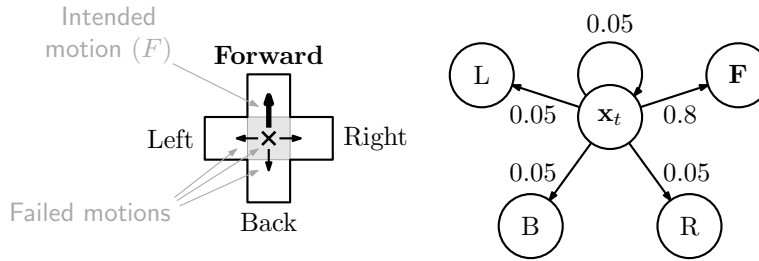 Intended
motion (F)
Forward
Left
Right
Failed motions
Back
0.05
L
F
0.05
x_t
0.8
0.05
0.05
B
R